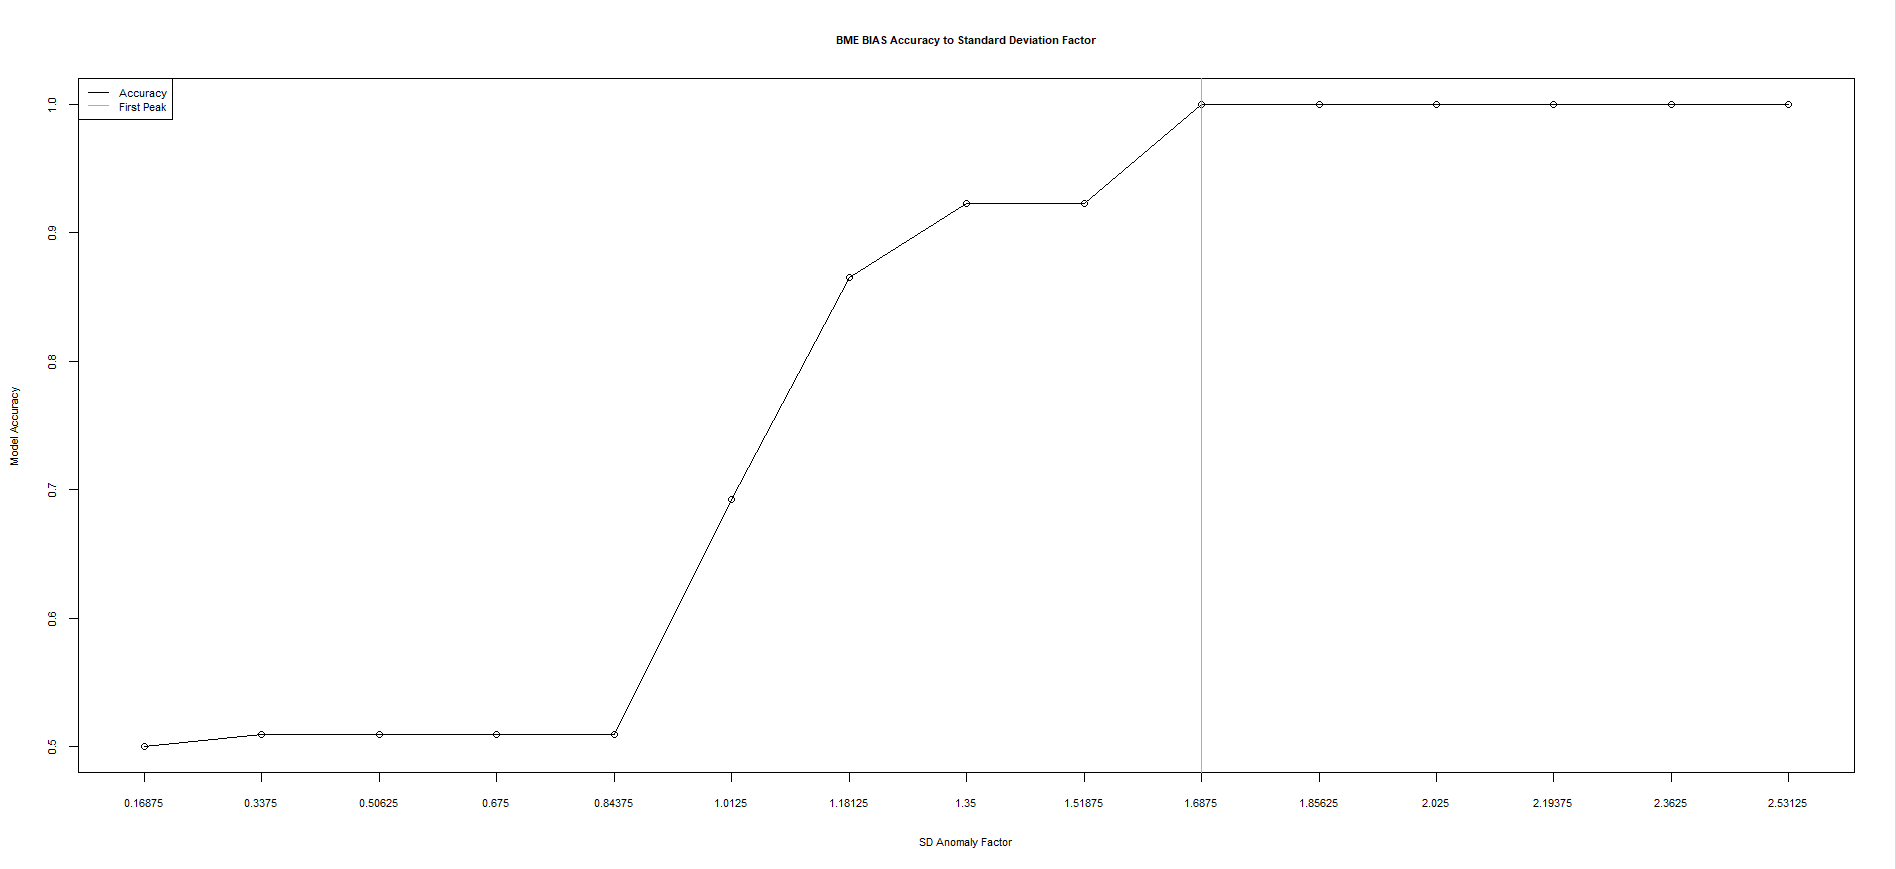 BME BIAS Accuracy to Standard Deviation Factor
Accuracy
First Peak
1.0
0.9
0.8
0.7
0.6
0.5
Model Accuracy
0.16875 0.3375 0.50625 0.675 0.84375 1.0125 1.18125 1.35 1.51875 1.6875 1.85625 2.025 2.19375 2.3625 2.53125
SD Anomaly Factor